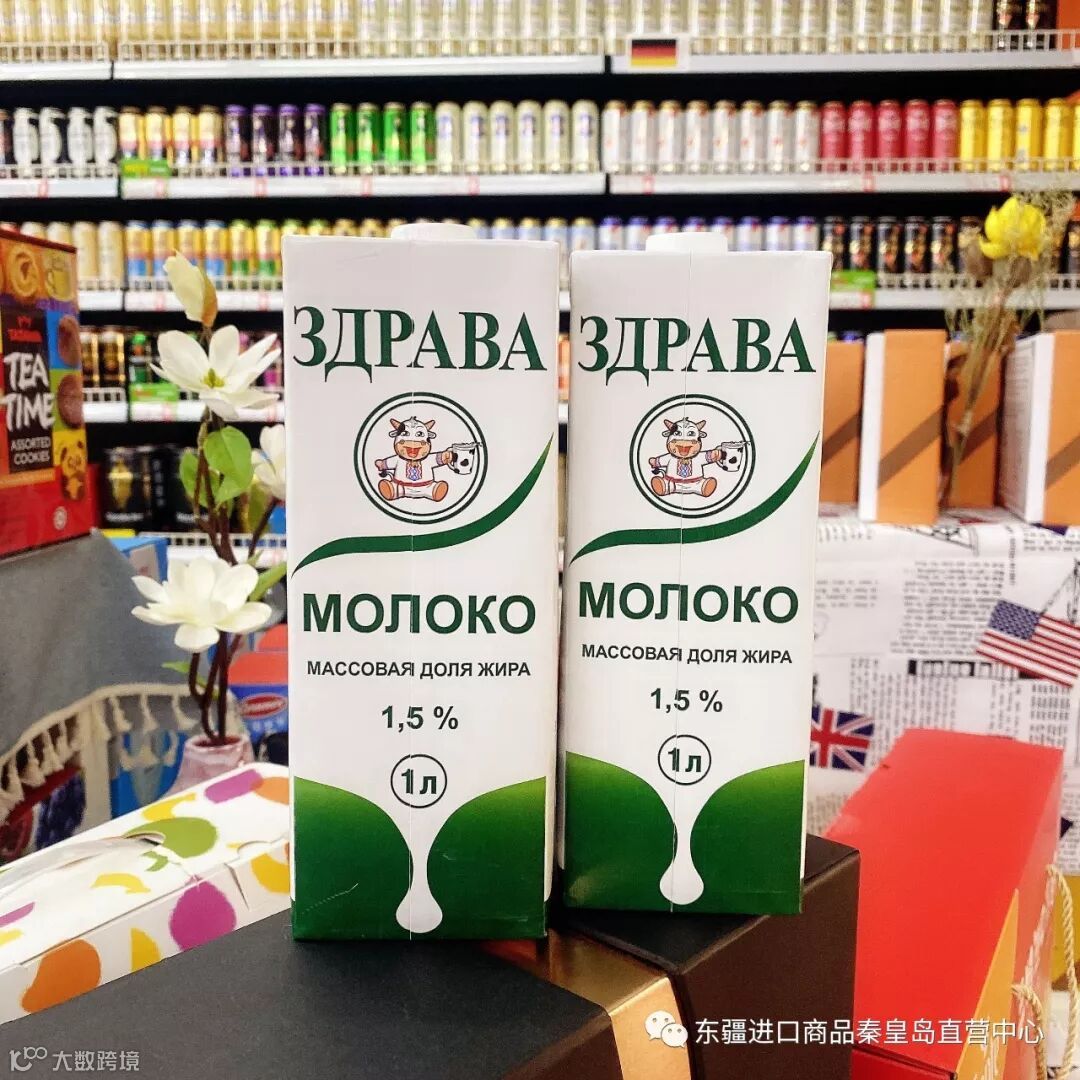 ЗДРАВА
МОЛОКО
МАССОВАЯ ДОЛЯ ЖИРА
1,5 %
1л
ЗДРАВА
МОЛОКО
МАССОВАЯ ДОЛЯ ЖИРА
1,5 %
1л
TEA
TIME
ASSORTED
COOKIES
东疆进口商品秦皇岛直营中心
大数跨境